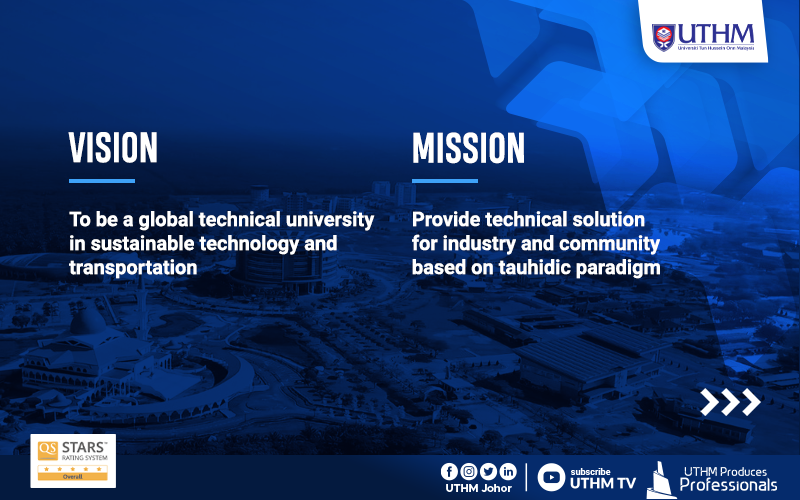 UTHM
Universiti Tun Hussein Onn Malaysia
VISION
To be a global technical university
in sustainable technology and
transportation
MISSION
Provide technical solution
for industry and community
based on tauhidic paradigm
QS STARS™
RATING SYSTEM
Overall
UTHM Johor
subscribe
UTHM TV
UTHM Produces
Professionals